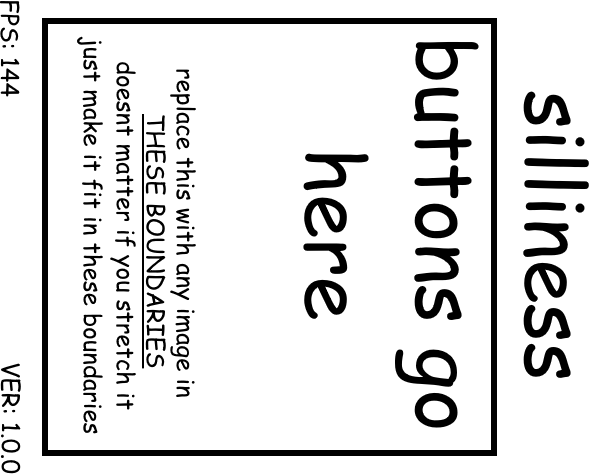 silliness
buttons go
here
replace this with any image in
THESE BOUNDARIES
doesnt matter if you stretch it
just make it fit in these boundaries
FPS: 144
VER: 1.0.0